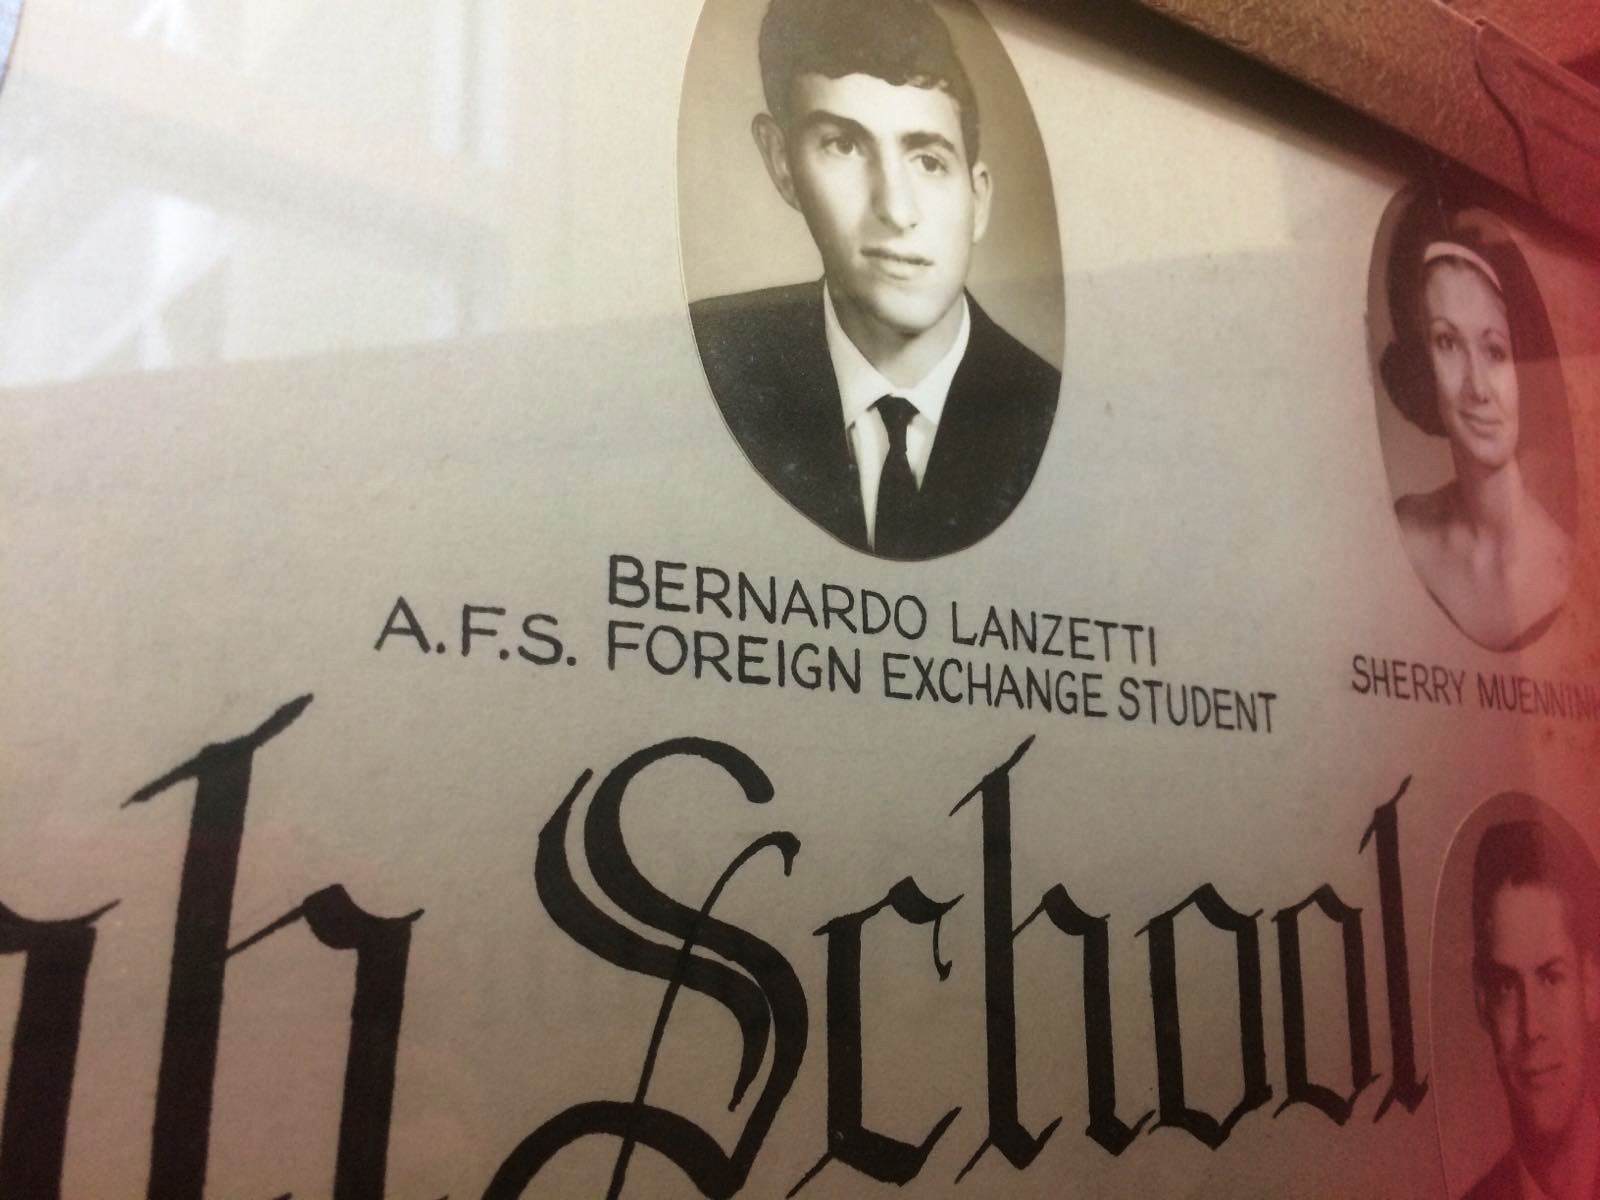 BERNARDO LANZETTI
A.F.S. FOREIGN EXCHANGE STUDENT
SHERRY
School